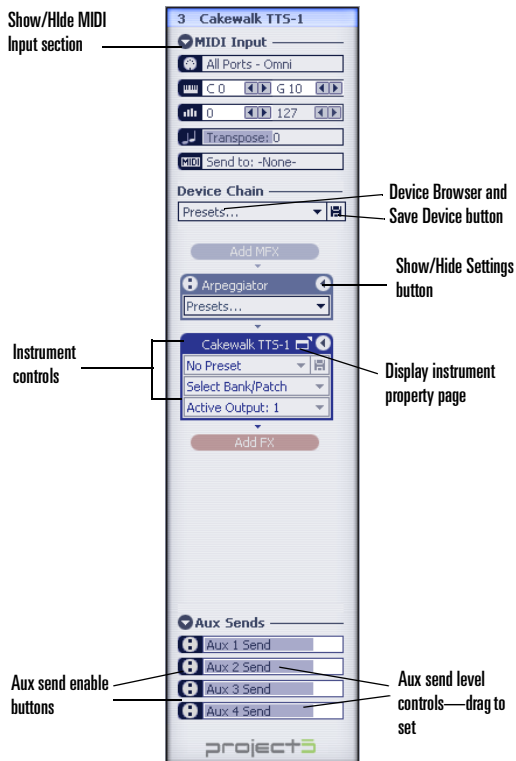 Show/HIde MIDI
Input section
3 Cakewalk TTS-1
MIDI Input
All Ports - Omni
C 0 G 10
0 127
Transpose: 0
MIDI Send to: -None-
Device Chain
Presets...
Device Browser and
Save Device button
Add MFX
Show/Hide Settings
button
Arpeggiator
Presets...
Instrument
controls
Cakewalk TTS-1
No Preset
Select Bank/Patch
Active Output: 1
Display instrument
property page
Add FX
Aux Sends
Aux 1 Send
Aux 2 Send
Aux 3 Send
Aux 4 Send
Aux send enable
buttons
Aux send level
controls—drag to
set
project5